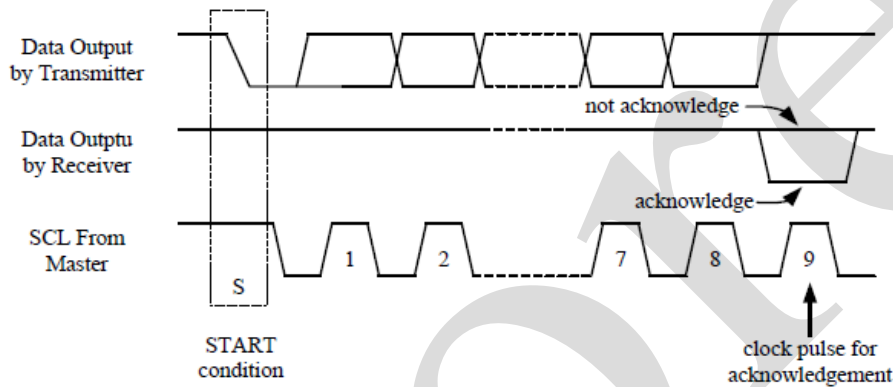 Data Output
by Transmitter
not acknowledge
Data Outptu
by Receiver
acknowledge
SCL From
Master
1
2
7
8
9
S
START
condition
clock pulse for
acknowledgement